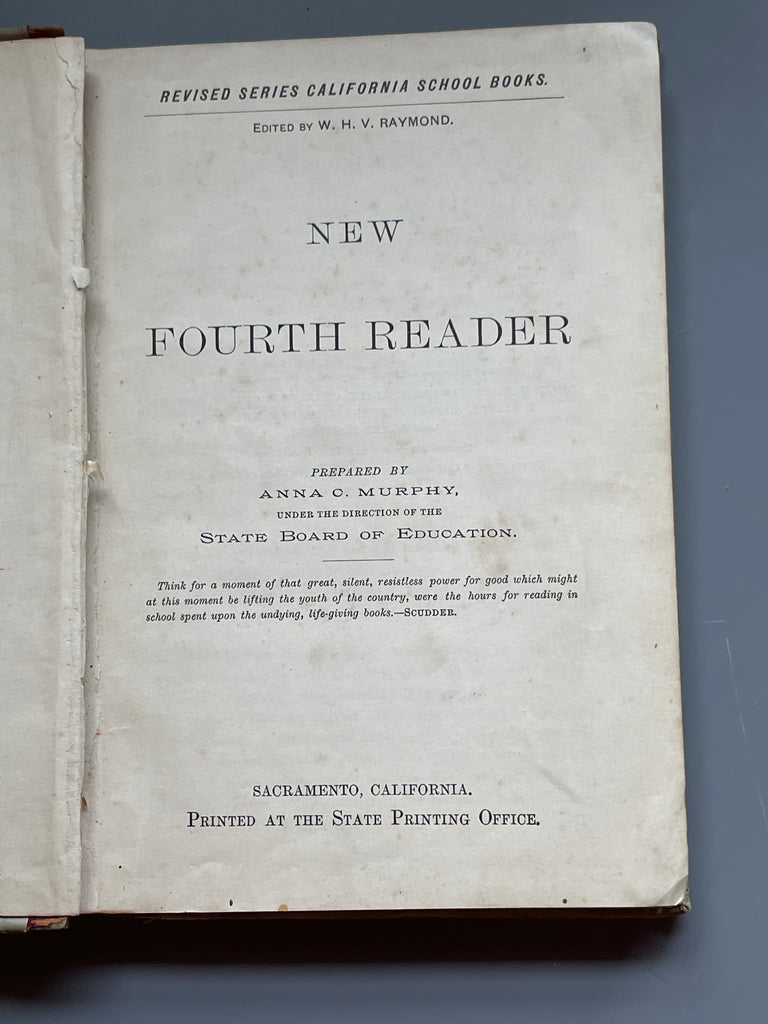 REVISED SERIES CALIFORNIA SCHOOL BOOKS.
EDITED BY W. H. V. RAYMOND.
NEW
FOURTH READER
PREPARED BY
ANNA C. MURPHY,
UNDER THE DIRECTION OF THE
STATE BOARD OF EDUCATION.
Think for a moment of that great, silent, resistless power for good which might
at this moment be lifting the youth of the country, were the hours for reading in
school spent upon the undying, life-giving books.—SCUDDER.
SACRAMENTO, CALIFORNIA.
PRINTED AT THE STATE PRINTING OFFICE.